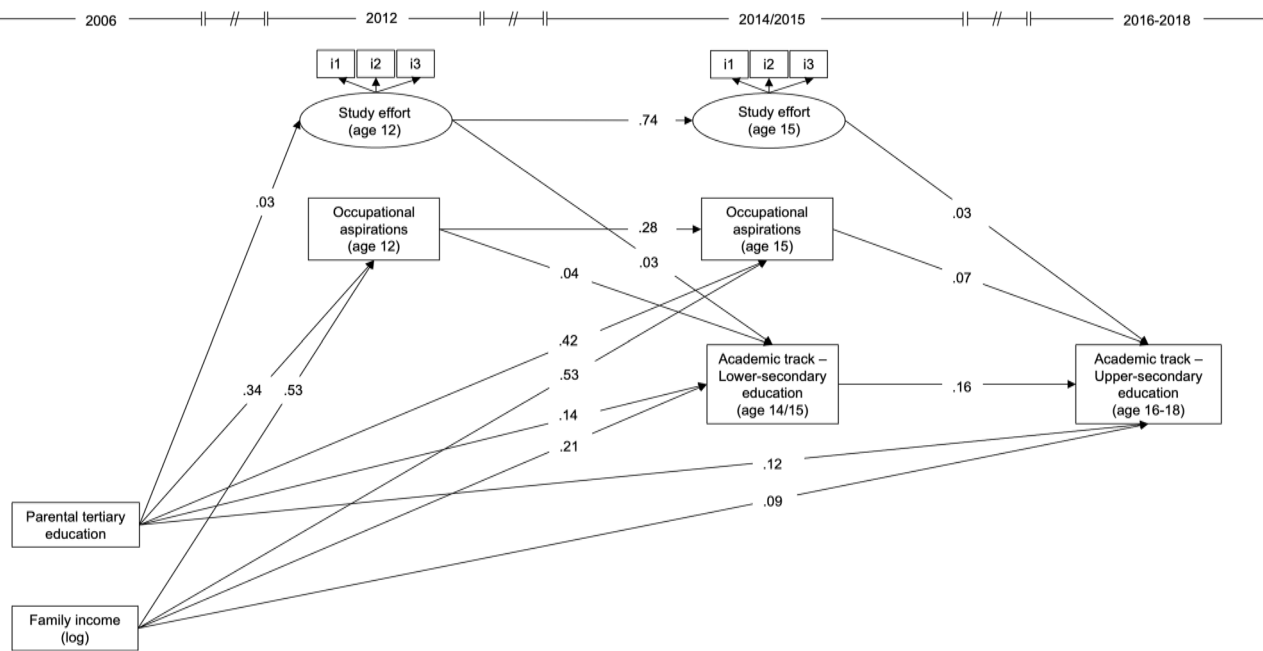 2006
2012
2014/2015
2016-2018
i1 i2 i3
i1 i2 i3
Study effort
(age 12)
.74
Study effort
(age 15)
.03
Occupational
aspirations
(age 12)
.28
Occupational
aspirations
(age 15)
.03
.03
.04
.07
.42
.53
.34
.53
.14
.21
Academic track –
Lower-secondary
education
(age 14/15)
.16
Academic track –
Upper-secondary
education
(age 16-18)
.12
.09
Parental tertiary
education
Family income
(log)